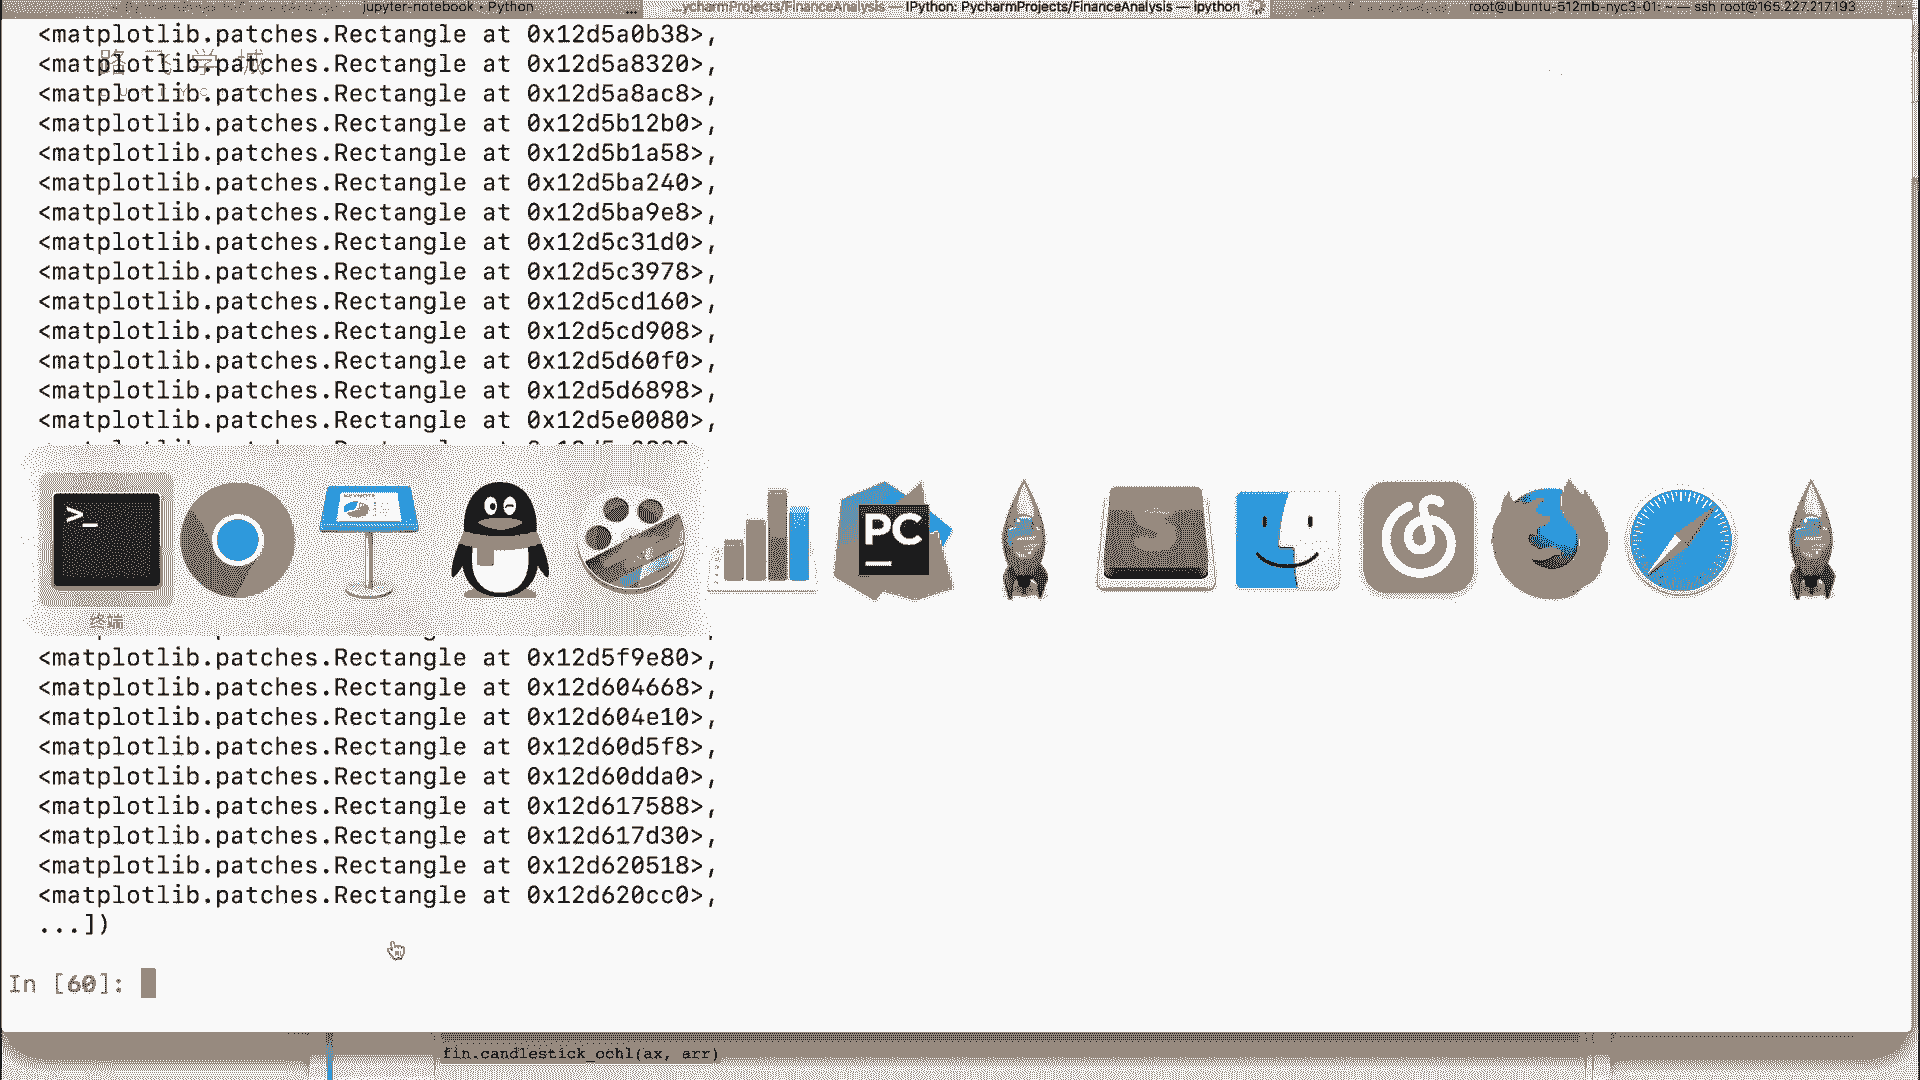 jupyter-notebook • Python
...
...ycharmProjects/FinanceAnalysis — IPython: PycharmProjects/FinanceAnalysis — ipython
root@ubuntu-512mb-nyc3-01: ~ — ssh root@165.227.217.193
<matplotlib.patches.Rectangle at 0x12d5a0b38>,
路飞学城
<matplotlib.patches.Rectangle at 0x12d5a8320>,
<matplotlib.patches.Rectangle at 0x12d5a8ac8>,
<matplotlib.patches.Rectangle at 0x12d5b12b0>,
<matplotlib.patches.Rectangle at 0x12d5b1a58>,
<matplotlib.patches.Rectangle at 0x12d5ba240>,
<matplotlib.patches.Rectangle at 0x12d5ba9e8>,
<matplotlib.patches.Rectangle at 0x12d5c31d0>,
<matplotlib.patches.Rectangle at 0x12d5c3978>,
<matplotlib.patches.Rectangle at 0x12d5cd160>,
<matplotlib.patches.Rectangle at 0x12d5cd908>,
<matplotlib.patches.Rectangle at 0x12d5d60f0>,
<matplotlib.patches.Rectangle at 0x12d5d6898>,
<matplotlib.patches.Rectangle at 0x12d5e0080>,
>_
PC
终端
<matplotlib.patches.Rectangle at 0x12d5f9e80>,
<matplotlib.patches.Rectangle at 0x12d604668>,
<matplotlib.patches.Rectangle at 0x12d604e10>,
<matplotlib.patches.Rectangle at 0x12d60d5f8>,
<matplotlib.patches.Rectangle at 0x12d60dda0>,
<matplotlib.patches.Rectangle at 0x12d617588>,
<matplotlib.patches.Rectangle at 0x12d617d30>,
<matplotlib.patches.Rectangle at 0x12d620518>,
<matplotlib.patches.Rectangle at 0x12d620cc0>,
...])
In [60]:
fin.candlestick_ochl(ax, arr)